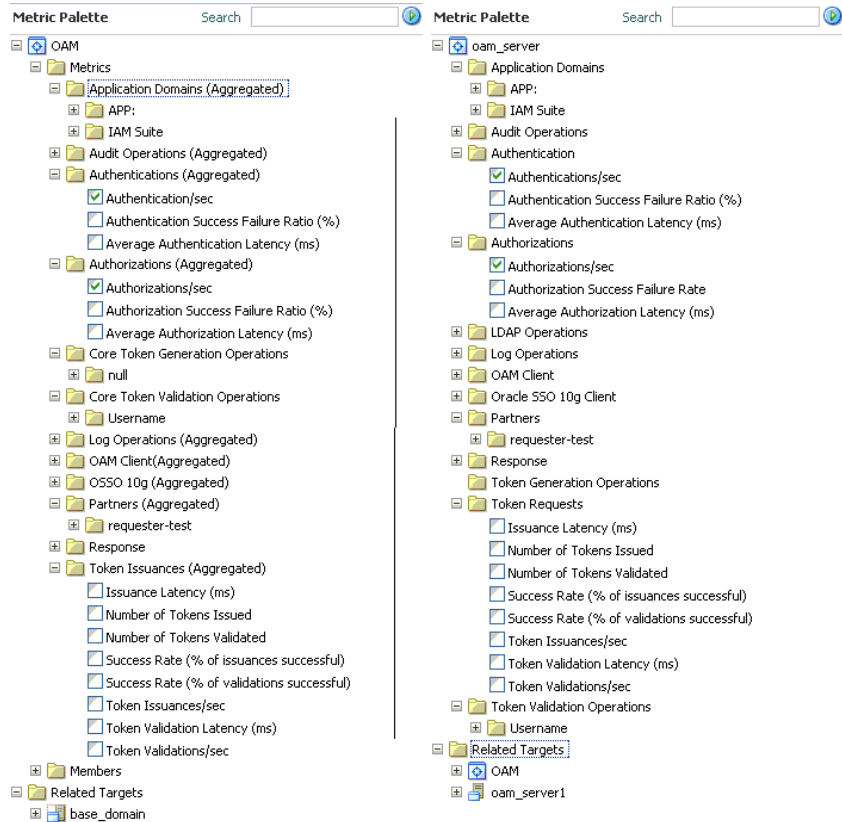 Metric Palette
Search
OAM
Metrics
Application Domains (Aggregated)
APP:
IAM Suite
Audit Operations (Aggregated)
Authentications (Aggregated)
Authentication/sec
Authentication Success Failure Ratio (%)
Average Authentication Latency (ms)
Authorizations (Aggregated)
Authorizations/sec
Authorization Success Failure Ratio (%)
Average Authorization Latency (ms)
Core Token Generation Operations
null
Core Token Validation Operations
Username
Log Operations (Aggregated)
OAM Client(Aggregated)
OSSO 10g (Aggregated)
Partners (Aggregated)
requester-test
Response
Token Issuances (Aggregated)
Issuance Latency (ms)
Number of Tokens Issued
Number of Tokens Validated
Success Rate (% of issuances successful)
Success Rate (% of validations successful)
Token Issuances/sec
Token Validation Latency (ms)
Token Validations/sec
Members
Related Targets
base_domain
Metric Palette
Search
oam_server
Application Domains
APP:
IAM Suite
Audit Operations
Authentication
Authentications/sec
Authentication Success Failure Ratio (%)
Average Authentication Latency (ms)
Authorizations
Authorizations/sec
Authorization Success Failure Rate
Average Authorization Latency (ms)
LDAP Operations
Log Operations
OAM Client
Oracle SSO 10g Client
Partners
requester-test
Response
Token Generation Operations
Token Requests
Issuance Latency (ms)
Number of Tokens Issued
Number of Tokens Validated
Success Rate (% of issuances successful)
Success Rate (% of validations successful)
Token Issuances/sec
Token Validation Latency (ms)
Token Validations/sec
Token Validation Operations
Username
Related Targets
OAM
oam_server1